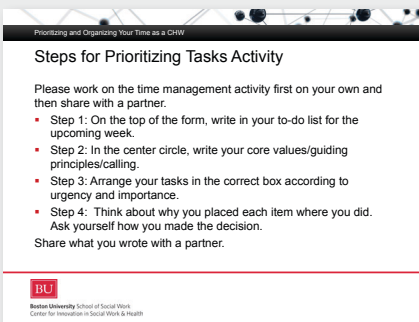 Prioritizing and Organizing Your Time as a CHW
Steps for Prioritizing Tasks Activity
Please work on the time management activity first on your own and
then share with a partner.
▪ Step 1: On the top of the form, write in your to-do list for the
upcoming week.
▪ Step 2: In the center circle, write your core values/guiding
principles/calling.
▪ Step 3: Arrange your tasks in the correct box according to
urgency and importance.
▪ Step 4:  Think about why you placed each item where you did.
Ask yourself how you made the decision.
Share what you wrote with a partner.
BU
Boston University School of Social Work
Center for Innovation in Social Work & Health